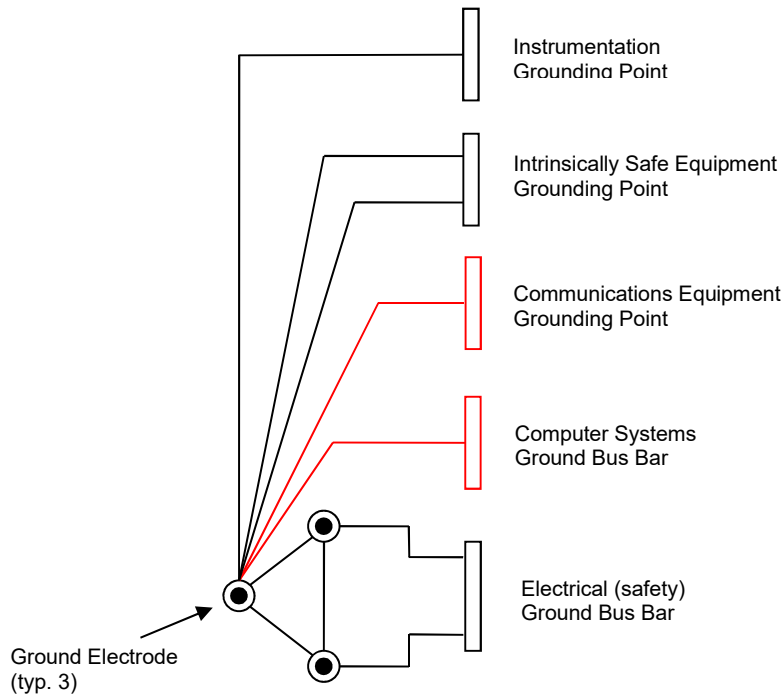 Instrumentation
Grounding Point
Intrinsically Safe Equipment
Grounding Point
Communications Equipment
Grounding Point
Computer Systems
Ground Bus Bar
Electrical (safety)
Ground Bus Bar
Ground Electrode
(typ. 3)